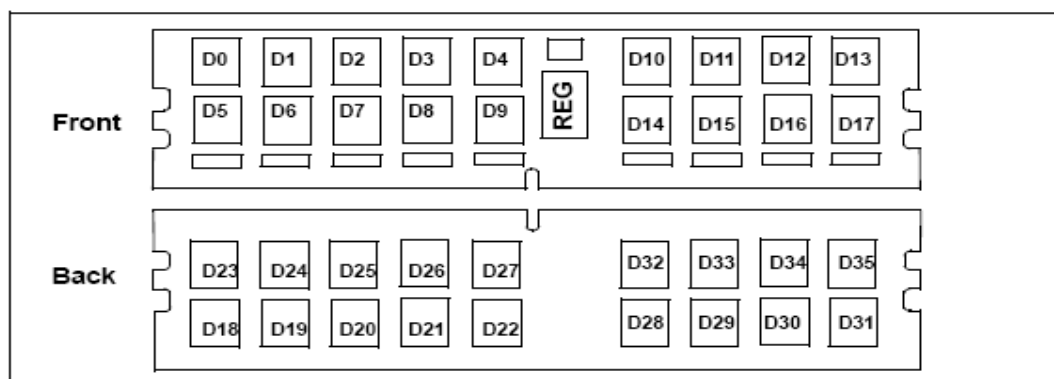 D0 D1 D2 D3 D4 D10 D11 D12 D13
REG
Front
D5 D6 D7 D8 D9 D14 D15 D16 D17
Back
D23 D24 D25 D26 D27 D32 D33 D34 D35
D18 D19 D20 D21 D22 D28 D29 D30 D31